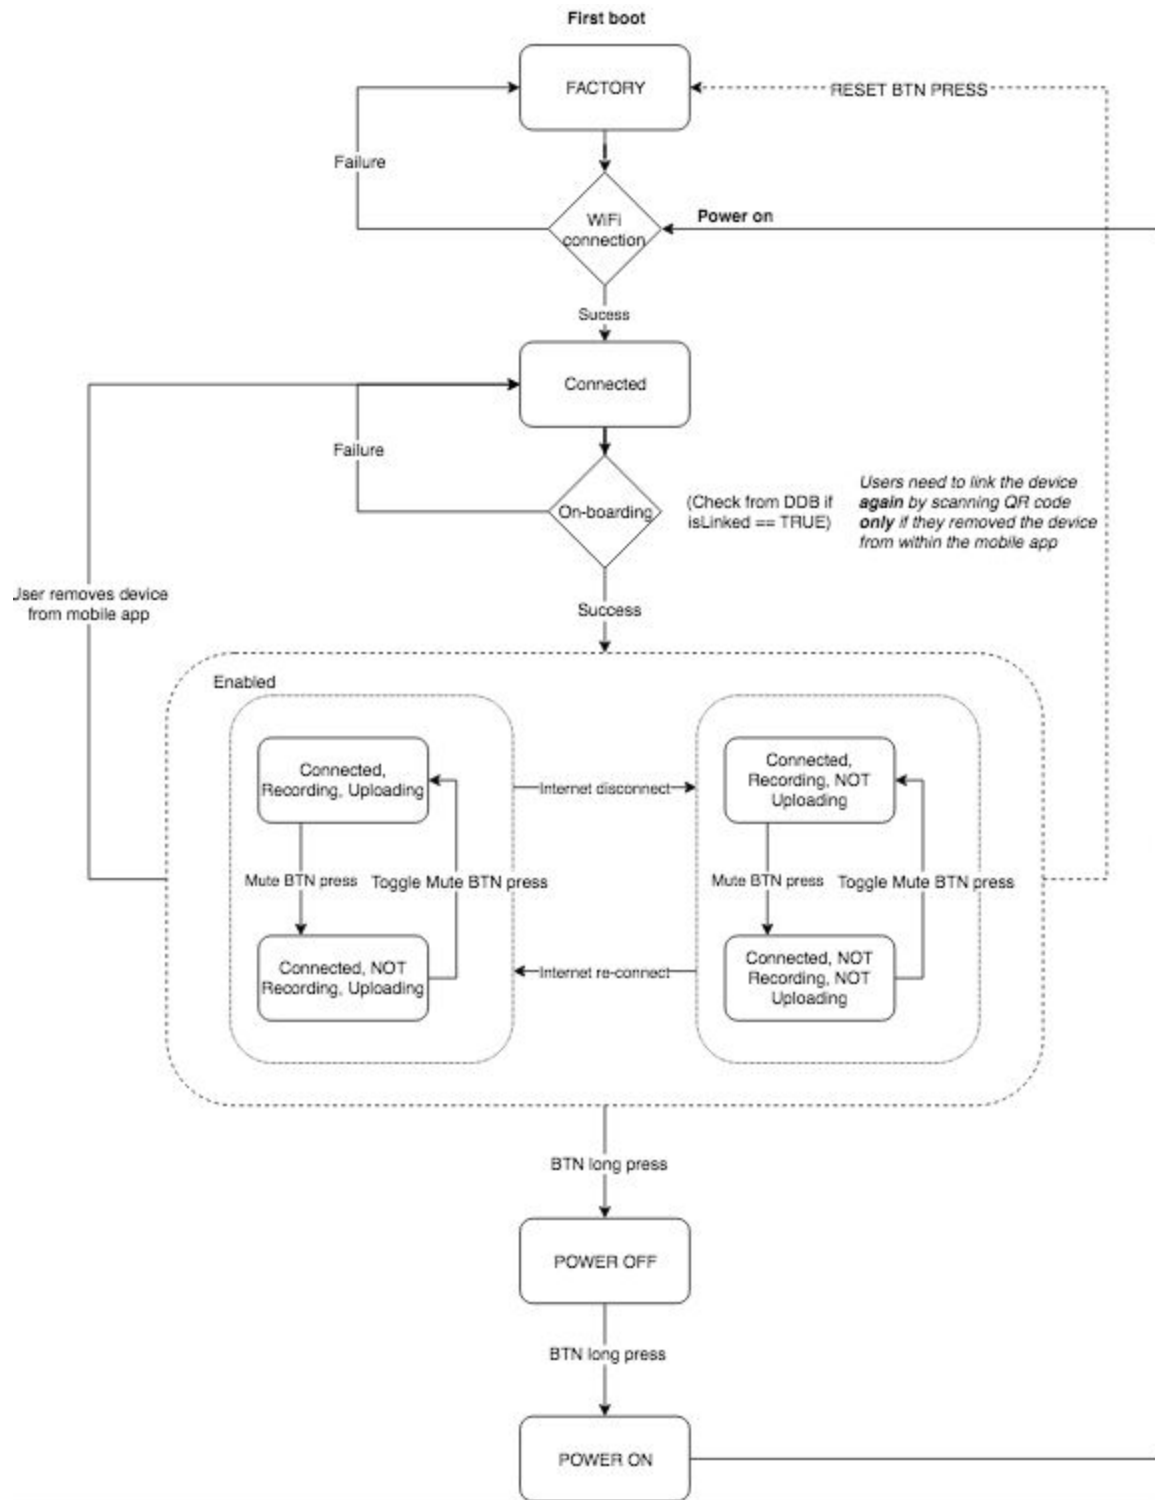 First boot
FACTORY
RESET BTN PRESS
Failure
WiFi
connection
Power on
Sucess
Connected
Failure
On-boarding
(Check from DDB if
isLinked == TRUE)
Users need to link the device
again by scanning QR code
only if they removed the device
from within the mobile app
User removes device
from mobile app
Success
Enabled
Connected,
Recording, Uploading
Internet disconnect
Connected,
Recording, NOT
Uploading
Mute BTN press
Toggle Mute BTN press
Mute BTN press
Toggle Mute BTN press
Connected, NOT
Recording, Uploading
Internet re-connect
Connected, NOT
Recording, NOT
Uploading
BTN long press
POWER OFF
BTN long press
POWER ON